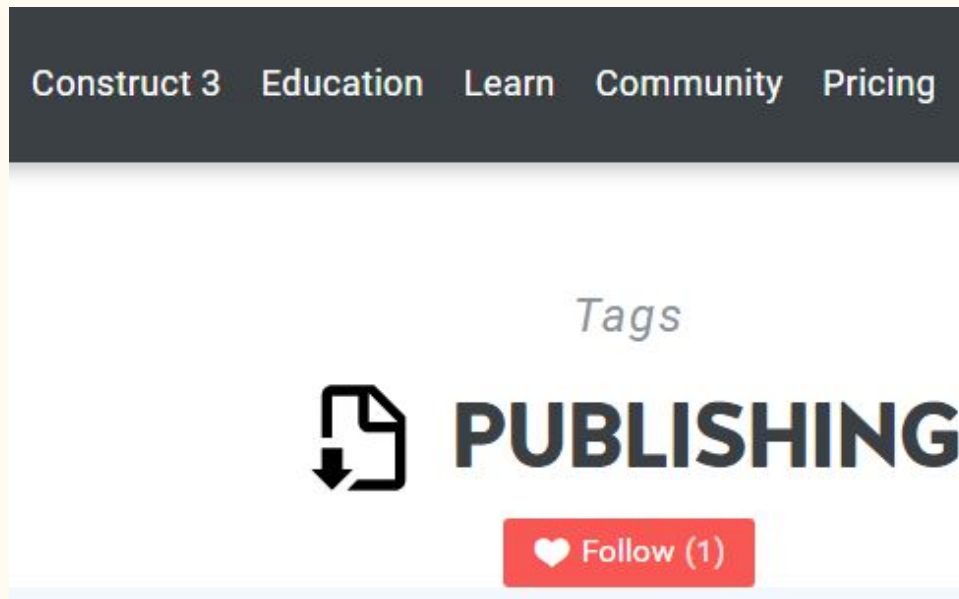 Construct 3 Education Learn Community Pricing
Tags
PUBLISHING
Follow (1)